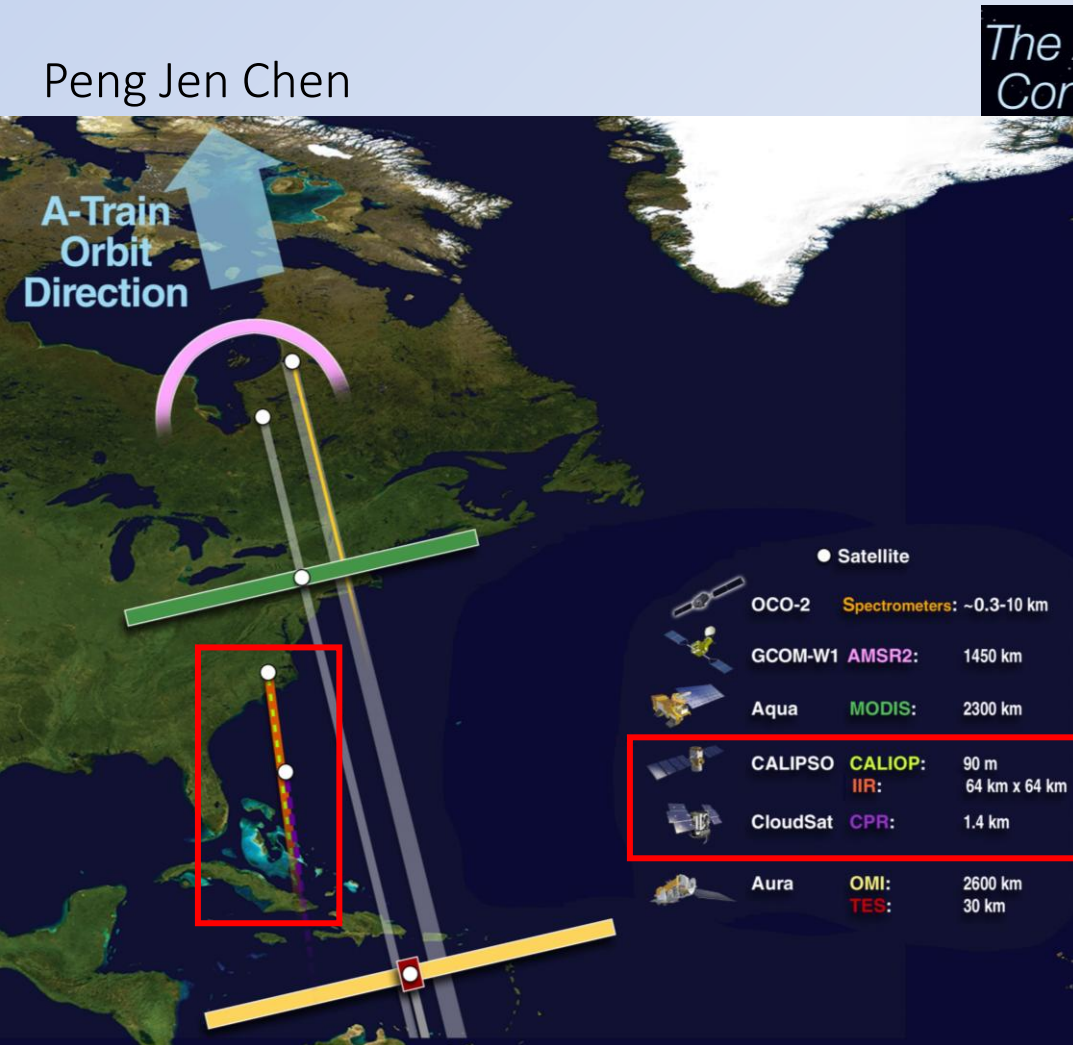 Peng Jen Chen
The
Con
A-Train
Orbit
Direction
Satellite
OCO-2 Spectrometers: ~0.3-10 km
GCOM-W1 AMSR2: 1450 km
Aqua MODIS: 2300 km
CALIPSO CALIOP: 90 m
IIR: 64 km x 64 km
CloudSat CPR: 1.4 km
Aura OMI: 2600 km
TES: 30 km